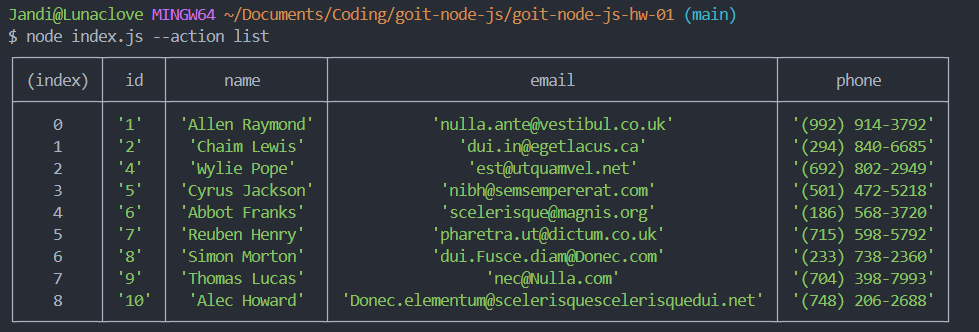 Jandi@Lunaclove MINGW64 ~/Documents/Coding/goit-node-js/goit-node-js-hw-01 (main)
$ node index.js --action list
(index) id name email phone
0 '1' 'Allen Raymond' 'nulla.ante@vestibul.co.uk' '(992) 914-3792'
1 '2' 'Chaim Lewis' 'dui.in@egetlacus.ca' '(294) 840-6685'
2 '4' 'Wylie Pope' 'est@utquamvel.net' '(692) 802-2949'
3 '5' 'Cyrus Jackson' 'nibh@semsempererat.com' '(501) 472-5218'
4 '6' 'Abbot Franks' 'scelerisque@magnis.org' '(186) 568-3720'
5 '7' 'Reuben Henry' 'pharetra.ut@dictum.co.uk' '(715) 598-5792'
6 '8' 'Simon Morton' 'dui.Fusce.diam@Donec.com' '(233) 738-2360'
7 '9' 'Thomas Lucas' 'nec@Nulla.com' '(704) 398-7993'
8 '10' 'Alec Howard' 'Donec.elementum@scelerisquescelerisquedui.net' '(748) 206-2688'